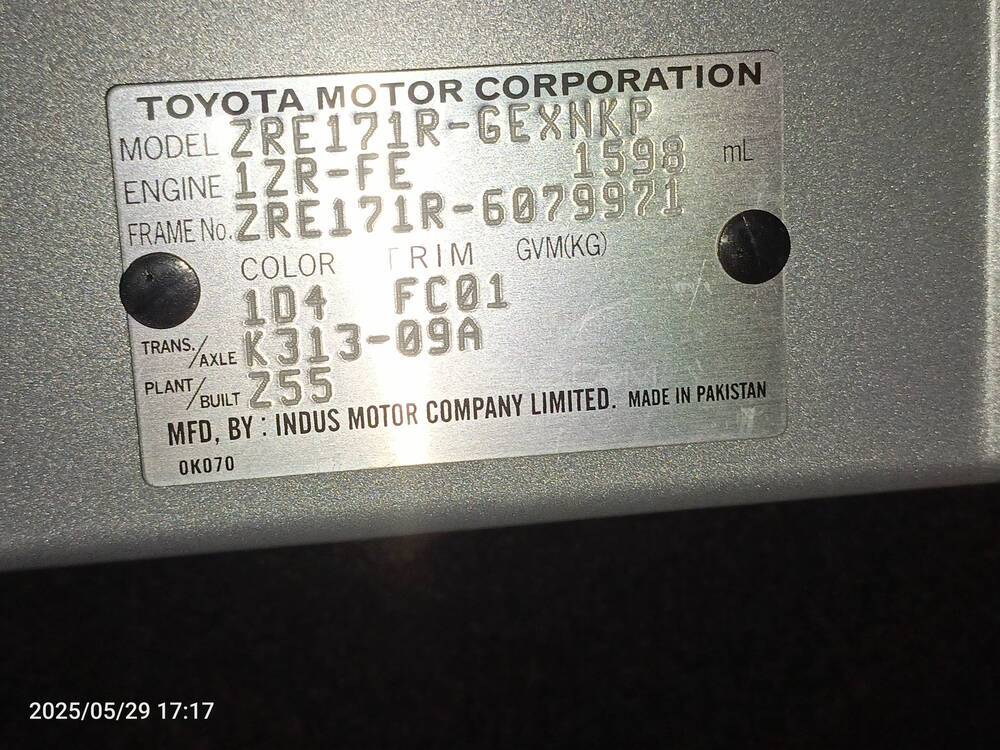 TOYOTA MOTOR CORPORATION
MODEL ZRE171R-GEXNKP
ENGINE 1ZR-FE 1598 mL
FRAME No. ZRE171R-6079971
COLOR TRIM GVM(KG)
1D4 FC01
TRANS./AXLE K313-09A
PLANT/BUILT Z55
MFD, BY : INDUS MOTOR COMPANY LIMITED. MADE IN PAKISTAN
0K070
2025/05/29 17:17